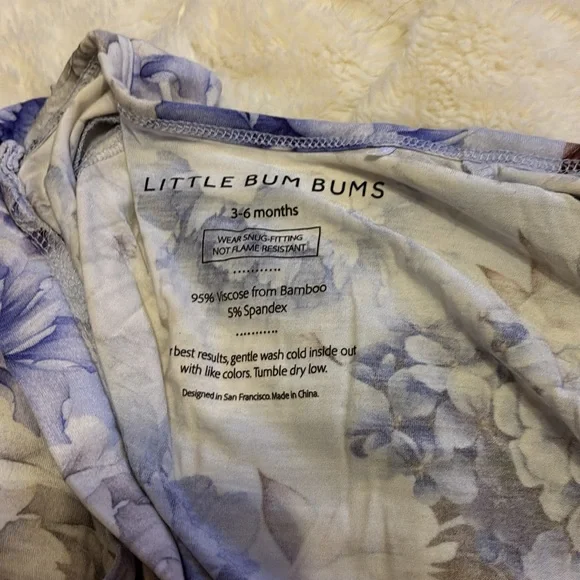 LITTLE BUM BUMS
3-6 months
WEAR SNUG-FITTING
NOT FLAME RESISTANT
95% Viscose from Bamboo
5% Spandex
best results, gentle wash cold inside out
with like colors. Tumble dry low.
Designed in San Francisco. Made in China.